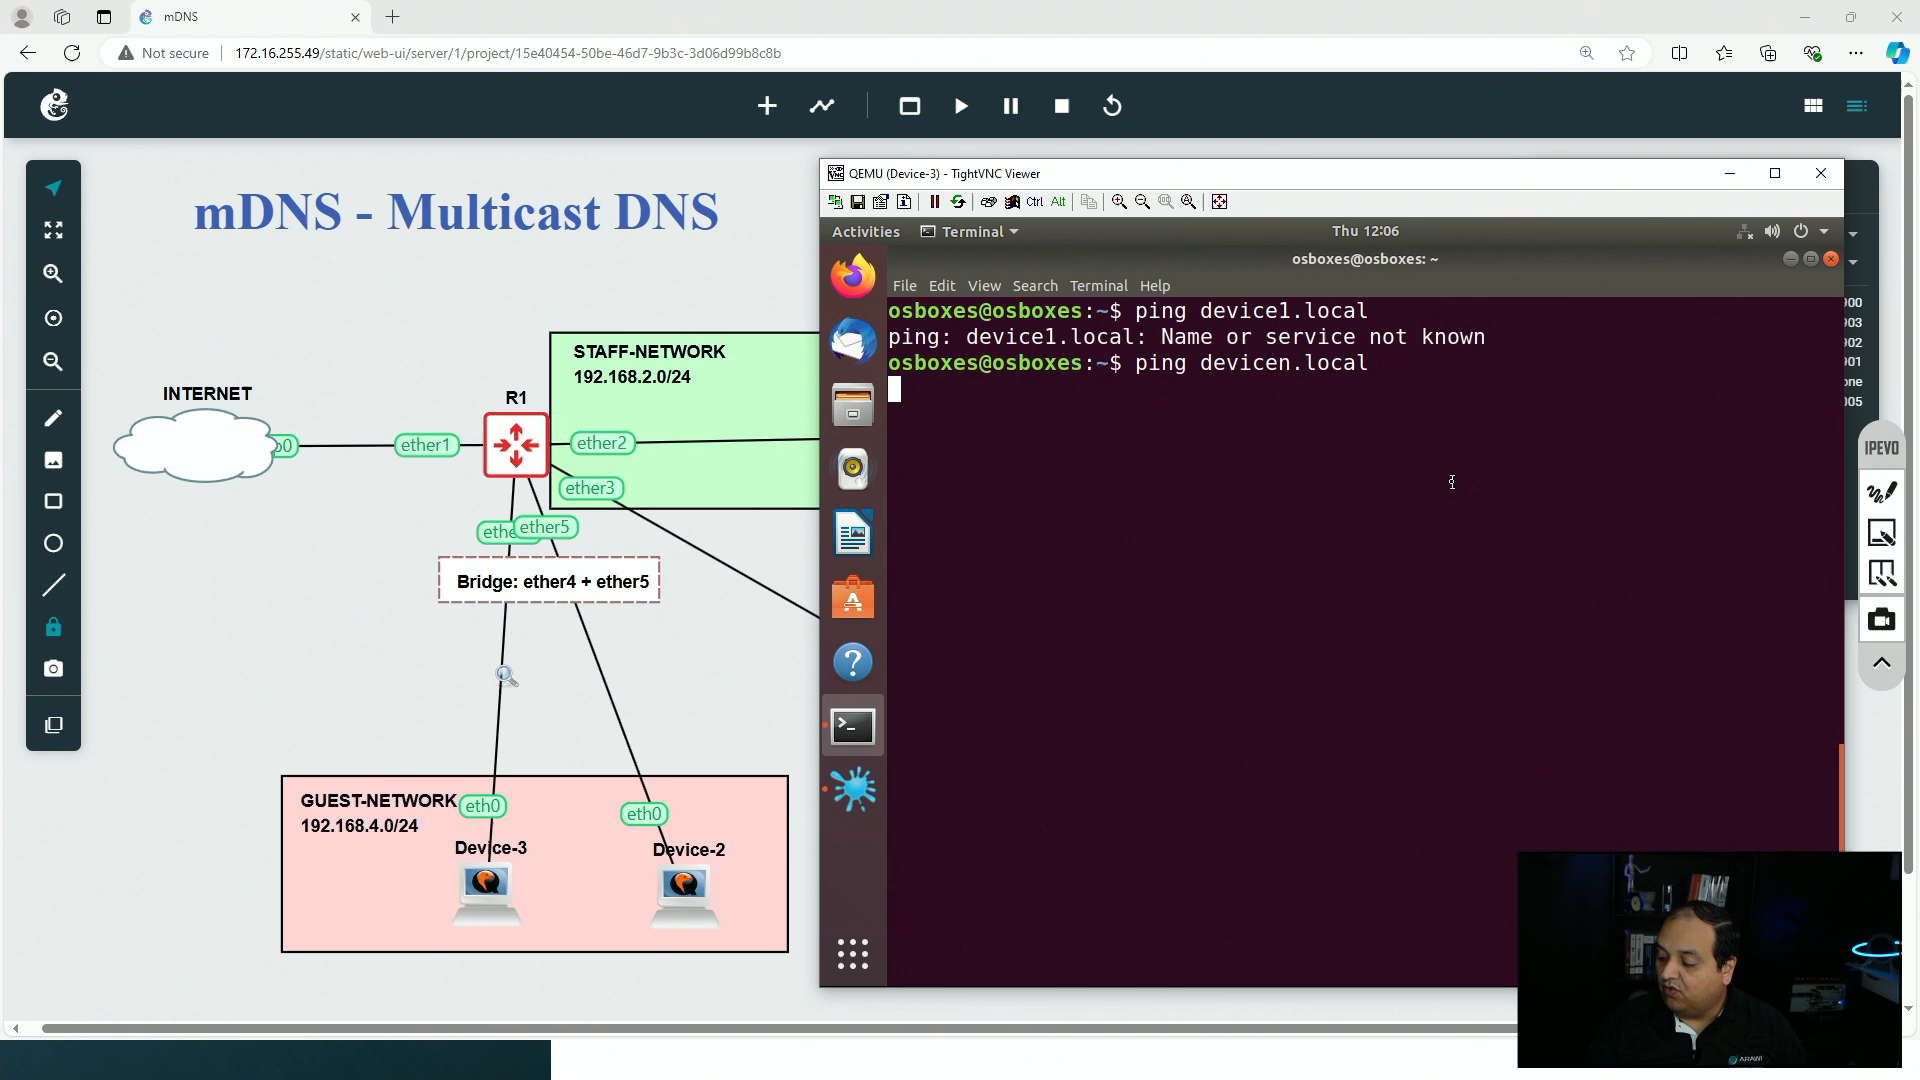 mDNS
Not secure
172.16.255.49/static/web-ui/server/1/project/15e40454-50be-46d7-9b3c-3d06d99b8c8b
mDNS - Multicast DNS
QEMU (Device-3) - TightVNC Viewer
Ctrl Alt
Activities
Terminal
Thu 12:06
osboxes@osboxes: ~
File Edit View Search Terminal Help
osboxes@osboxes:~$ ping device1.local
ping: device1.local: Name or service not known
osboxes@osboxes:~$ ping devicen.local
STAFF-NETWORK
192.168.2.0/24
INTERNET
R1
ether1
ether2
ether3
ether5
Bridge: ether4 + ether5
GUEST-NETWORK
192.168.4.0/24
eth0
eth0
Device-3
Device-2
IPEVO
ARAWI